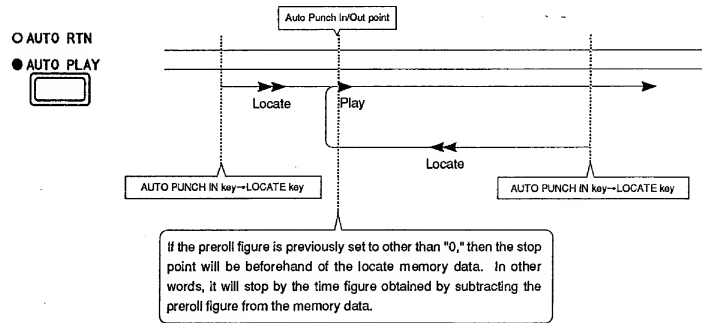 Auto Punch In/Out point
○ AUTO RTN
● AUTO PLAY
Locate
Play
Locate
AUTO PUNCH IN key→LOCATE key
AUTO PUNCH IN key→LOCATE key
If the preroll figure is previously set to other than "0," then the stop
point will be beforehand of the locate memory data. In other
words, it will stop by the time figure obtained by subtracting the
preroll figure from the memory data.